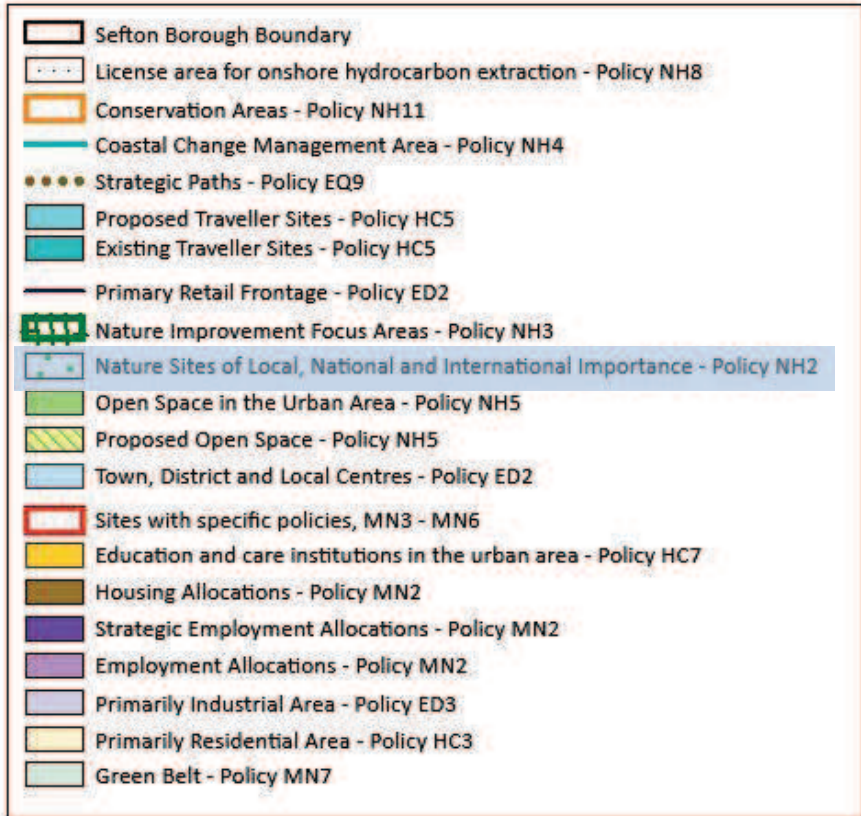 Sefton Borough Boundary
License area for onshore hydrocarbon extraction - Policy NH8
Conservation Areas - Policy NH11
Coastal Change Management Area - Policy NH4
Strategic Paths - Policy EQ9
Proposed Traveller Sites - Policy HC5
Existing Traveller Sites - Policy HC5
Primary Retail Frontage - Policy ED2
Nature Improvement Focus Areas - Policy NH3
Nature Sites of Local, National and International Importance - Policy NH2
Open Space in the Urban Area - Policy NH5
Proposed Open Space - Policy NH5
Town, District and Local Centres - Policy ED2
Sites with specific policies, MN3 - MN6
Education and care institutions in the urban area - Policy HC7
Housing Allocations - Policy MN2
Strategic Employment Allocations - Policy MN2
Employment Allocations - Policy MN2
Primarily Industrial Area - Policy ED3
Primarily Residential Area - Policy HC3
Green Belt - Policy MN7